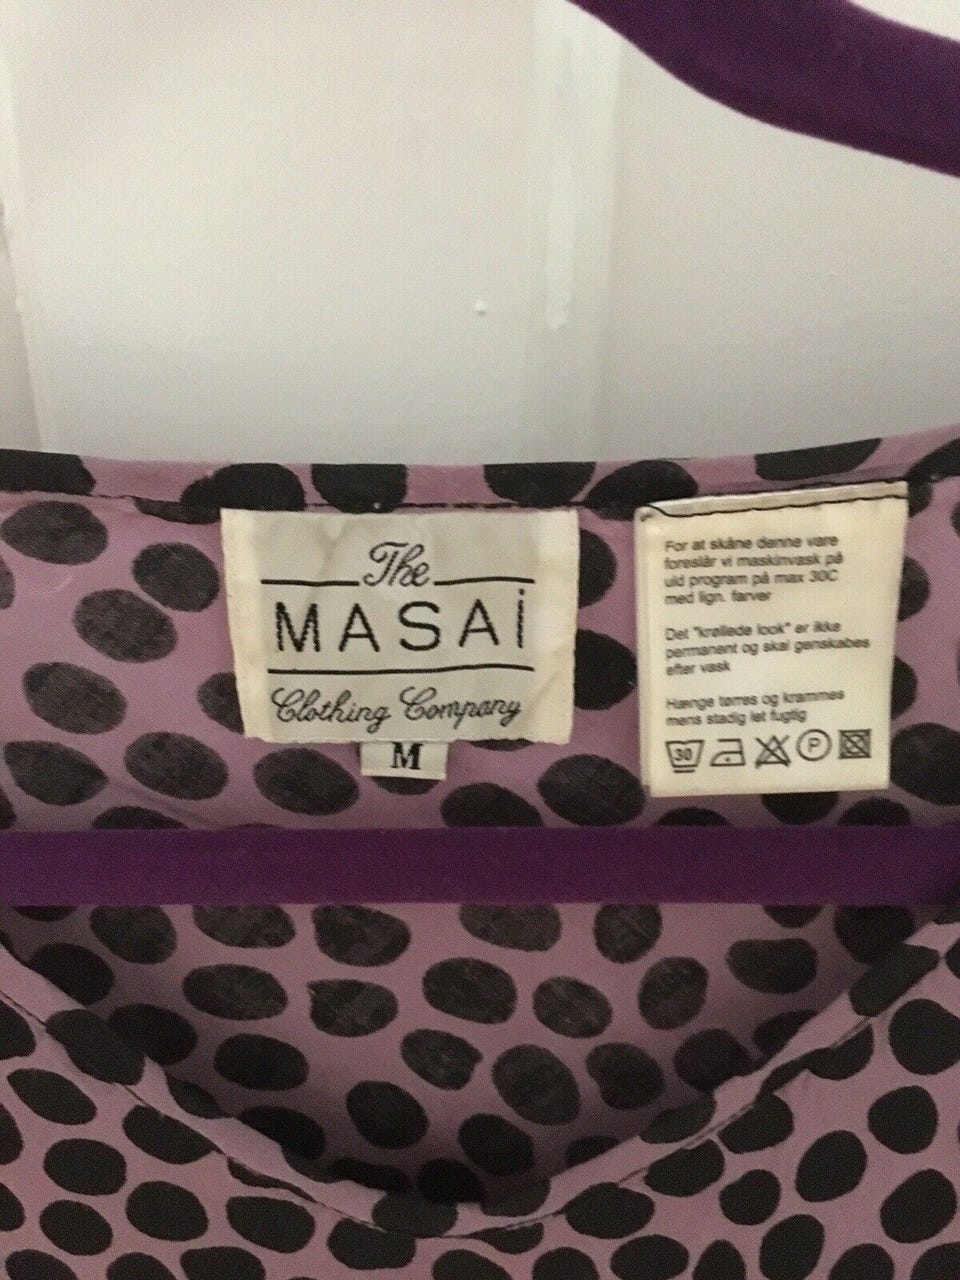 The
MASAi
Clothing Company
M
For at skåne denne vare
foreslår vi maskinvask på
uld program på max 30C
med lign. farver
Det "krøllede look" er ikke
permanent og skal genskabes
efter vask
Hænge tørres og krammes
mens stadig let fugtig
30
P